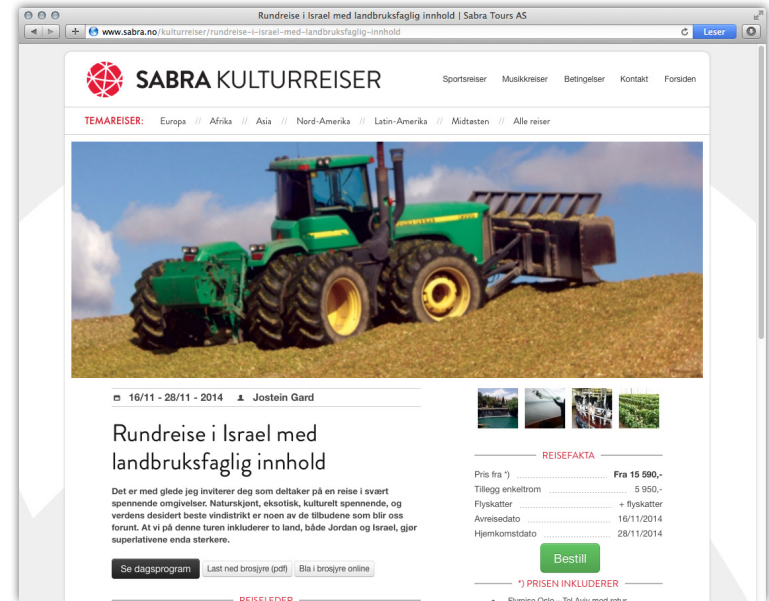 Rundreise i Israel med landbruksfaglig innhold | Sabra Tours AS
www.sabra.no/kulturreiser/rundreise-i-israel-med-landbruksfaglig-innhold
Leser
SABRA KULTURREISER
Sportsreiser Musikkreiser Betingelser Kontakt Forsiden
TEMAREISER: Europa // Afrika // Asia // Nord-Amerika // Latin-Amerika // Midtøsten // Alle reiser
16/11 - 28/11 - 2014 Jostein Gard
Rundreise i Israel med
landbruksfaglig innhold
Det er med glede jeg inviterer deg som deltaker på en reise i svært
spennende omgivelser. Naturskjønt, eksotisk, kulturelt spennende, og
verdens desidert beste vindistrikt er noen av de tilbudene som blir oss
forunt. At vi på denne turen inkluderer to land, både Jordan og Israel, gjør
superlativene enda sterkere.
Se dagsprogram Last ned brosjyre (pdf) Bla i brosjyre online
REISELEDER
REISEFAKTA
Pris fra *) Fra 15 590,-
Tillegg enkeltrom 5 950,-
Flyskatter + flyskatter
Avreisedato 16/11/2014
Hjemkomstdato 28/11/2014
Bestill
*) PRISEN INKLUDERER
Flyreise Oslo - Tel Aviv med retur